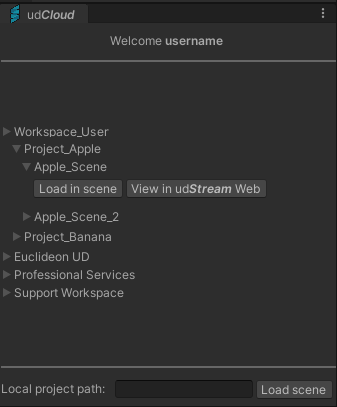 udCloud
Welcome username
Workspace_User
Project_Apple
Apple_Scene
Load in scene View in udStream Web
Apple_Scene_2
Project_Banana
Euclideon UD
Professional Services
Support Workspace
Local project path: Load scene